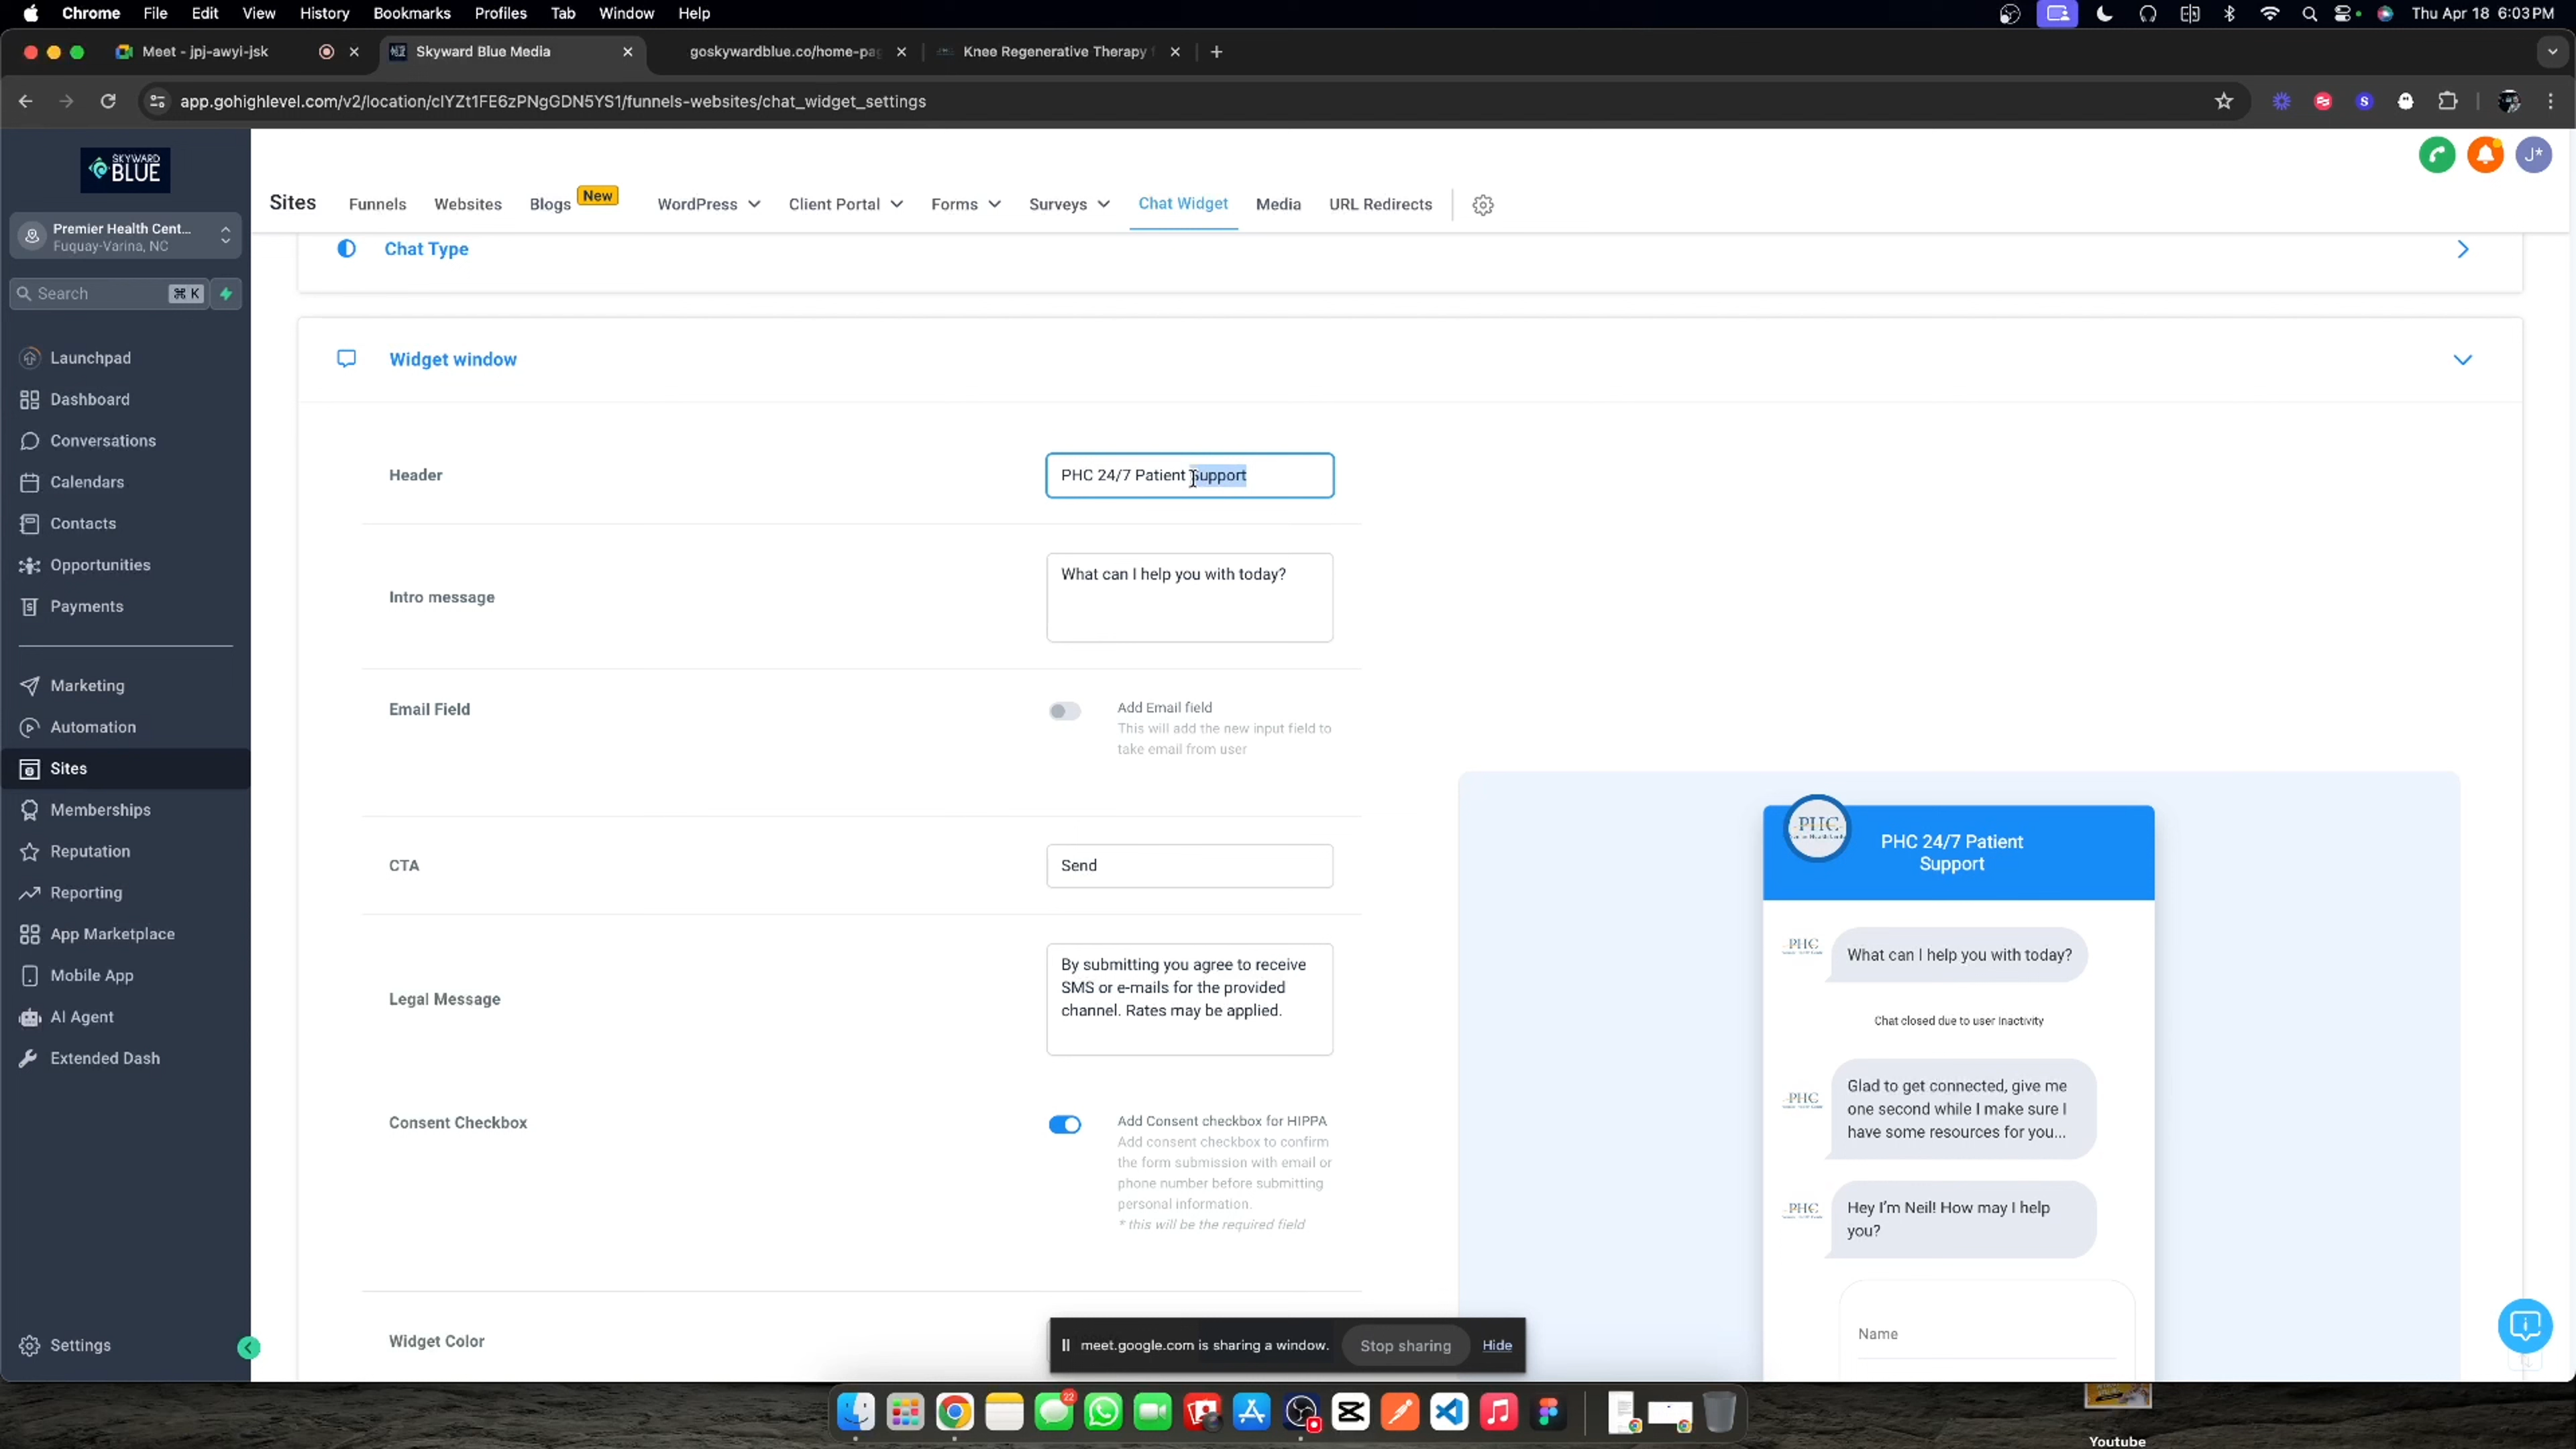 Chrome File Edit View History Bookmarks Profiles Tab Window Help
Thu Apr 18 6:03 PM
Meet - jpj-awyi-jsk
Skyward Blue Media
goskywardblue.co/home-pag
Knee Regenerative Therapy
app.gohighlevel.com/v2/location/cIYZt1FE6zPNgGDN5YS1/funnels-websites/chat_widget_settings
SKYWARD
BLUE
J*
Sites Funnels Websites Blogs New WordPress Client Portal Forms Surveys Chat Widget Media URL Redirects
Premier Health Cent...
Fuquay-Varina, NC
Search ⌘ K
Launchpad
Dashboard
Conversations
Calendars
Contacts
Opportunities
Payments
Marketing
Automation
Sites
Memberships
Reputation
Reporting
App Marketplace
Mobile App
AI Agent
Extended Dash
Settings
Chat Type
Widget window
Header
PHC 24/7 Patient Support
Intro message
What can I help you with today?
Email Field
Add Email field
This will add the new input field to
take email from user
CTA
Send
Legal Message
By submitting you agree to receive
SMS or e-mails for the provided
channel. Rates may be applied.
Consent Checkbox
Add Consent checkbox for HIPPA
Add consent checkbox to confirm
the form submission with email or
phone number before submitting
personal information.
* this will be the required field
Widget Color
PHC
PHC 24/7 Patient
Support
PHC
What can I help you with today?
Chat closed due to user Inactivity
PHC
Glad to get connected, give me
one second while I make sure I
have some resources for you...
PHC
Hey I'm Neil! How may I help
you?
Name
meet.google.com is sharing a window. Stop sharing Hide
22
Youtube